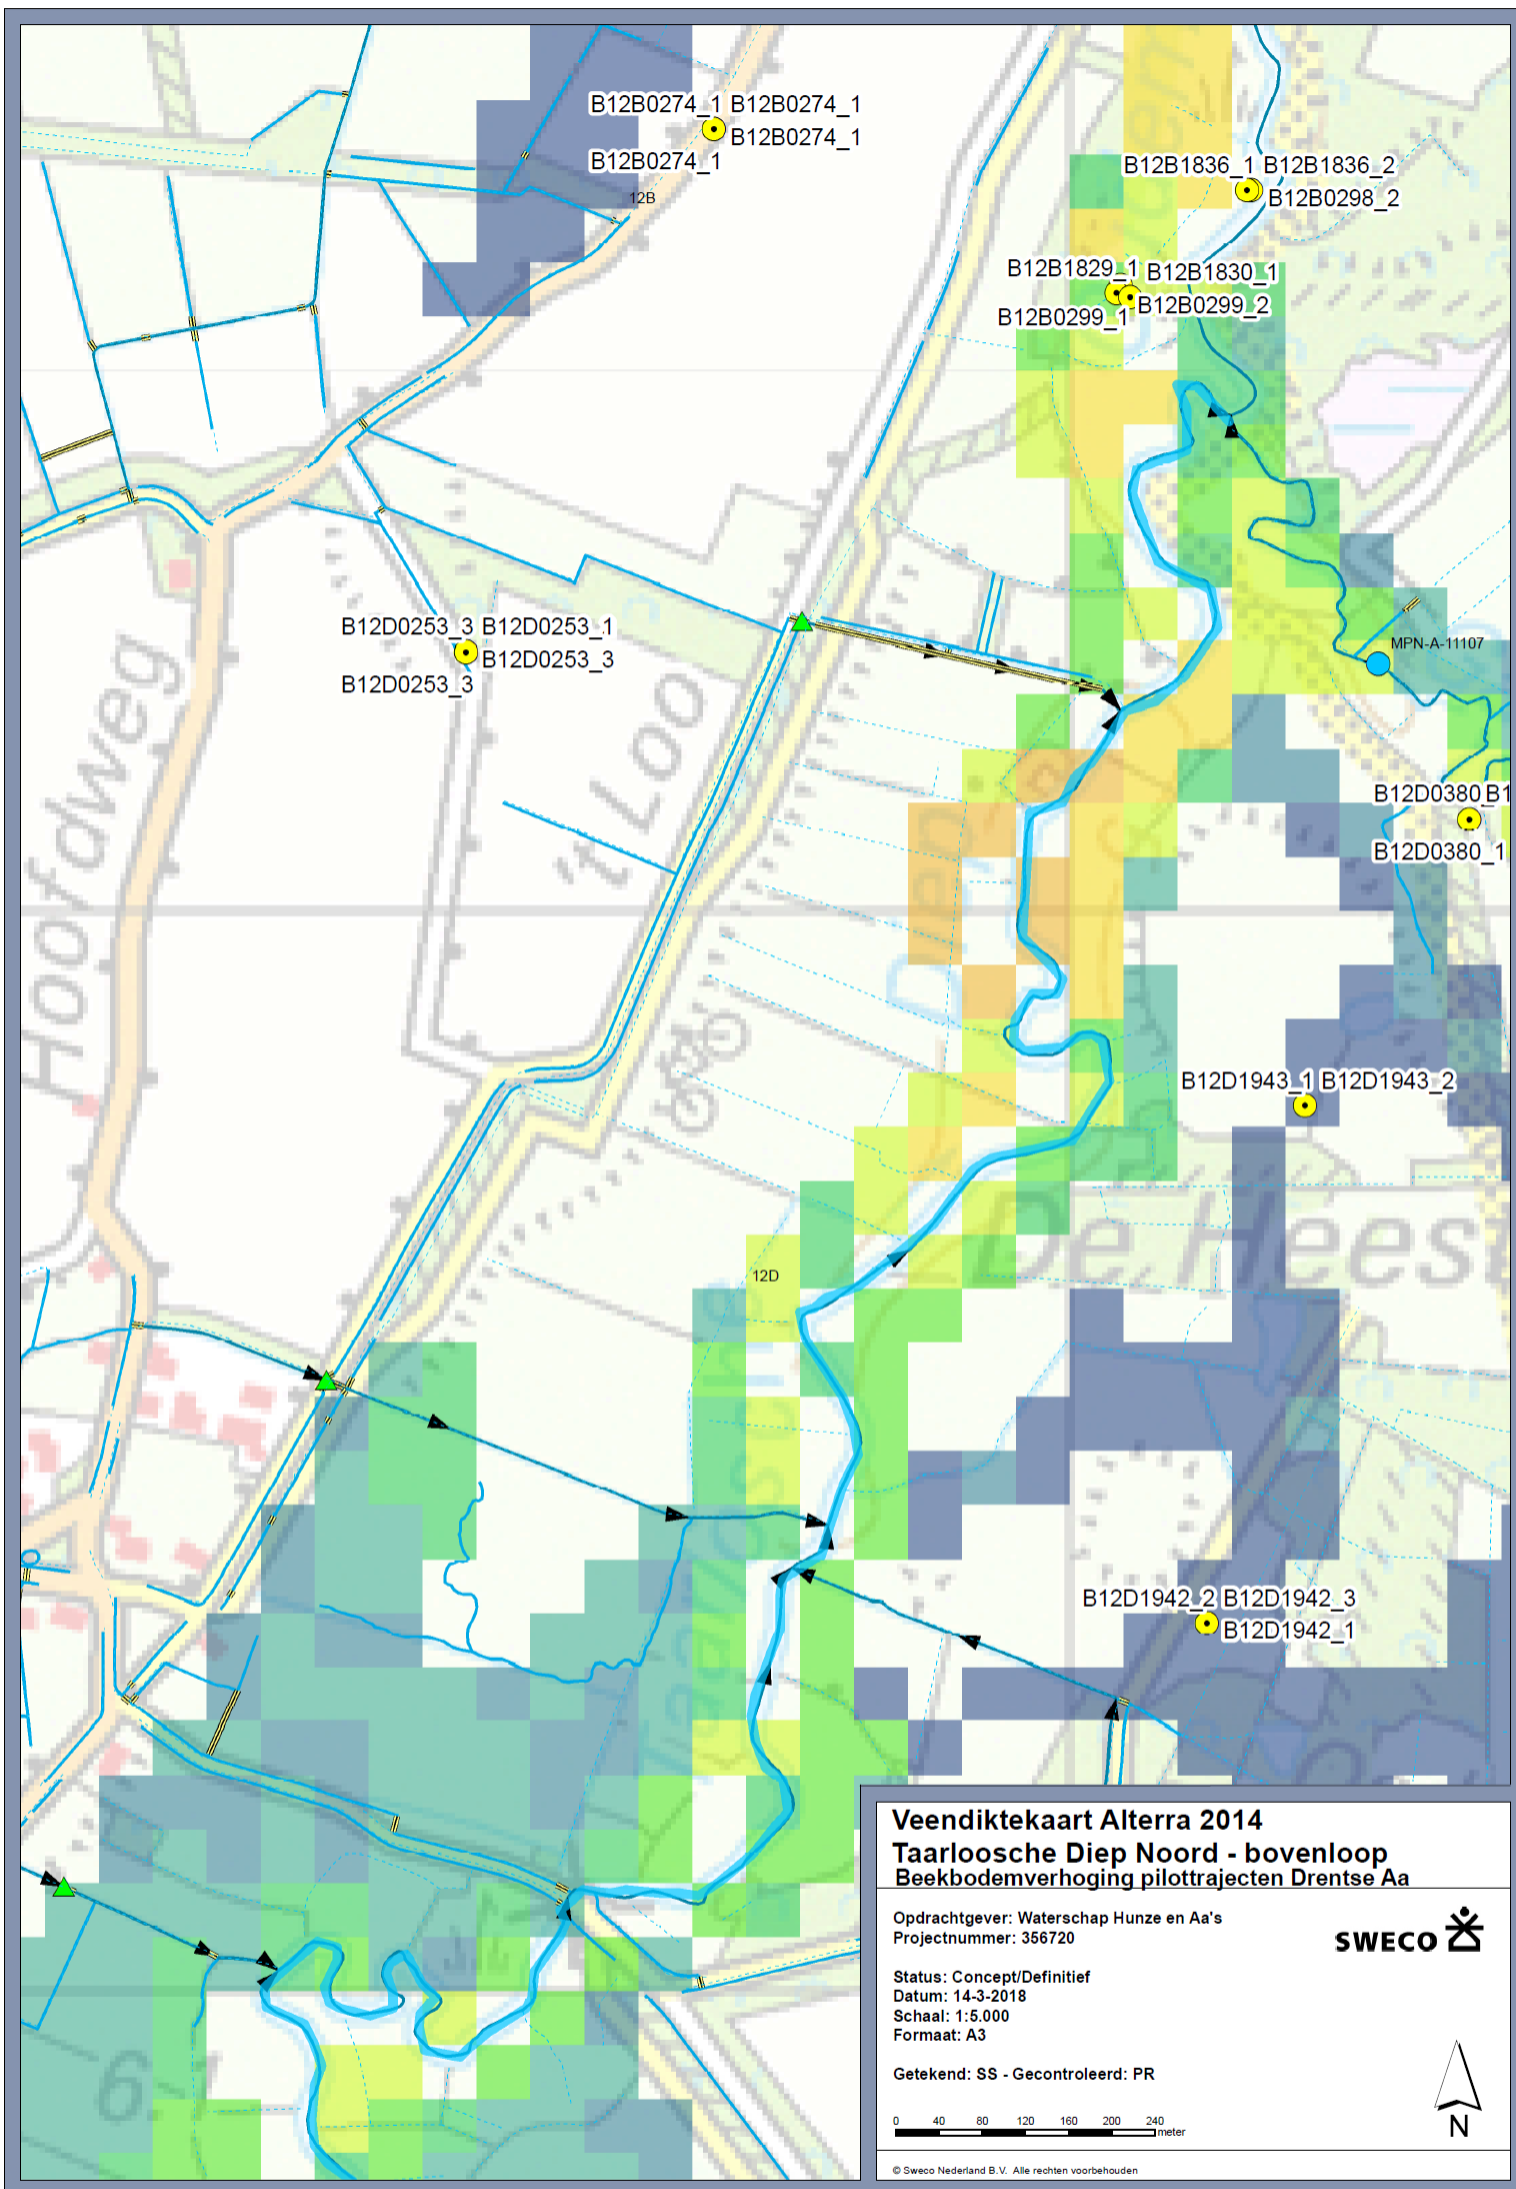 B12B0274_1 B12B0274_1
B12B0274_1
B12B0274_1
12B
B12B1836_1 B12B1836_2
B12B0298_2
B12B1829_1 B12B1830_1
B12B0299_2
B12B0299_1
B12D0253_3 B12D0253_1
B12D0253_3
B12D0253_3
MPN-A-11107
Hoofdweg
't Loo
B12D0380
B12D0380_1
B12D1943_1 B12D1943_2
De Hees
12D
B12D1942_2 B12D1942_3
B12D1942_1
Veendiktekaart Alterra 2014
Taarloosche Diep Noord - bovenloop
Beekbodemverhoging pilottrajecten Drentse Aa
Opdrachtgever: Waterschap Hunze en Aa's
Projectnummer: 356720
SWECO
Status: Concept/Definitief
Datum: 14-3-2018
Schaal: 1:5.000
Formaat: A3
Getekend: SS - Gecontroleerd: PR
0 40 80 120 160 200 240
meter
N
© Sweco Nederland B.V. Alle rechten voorbehouden